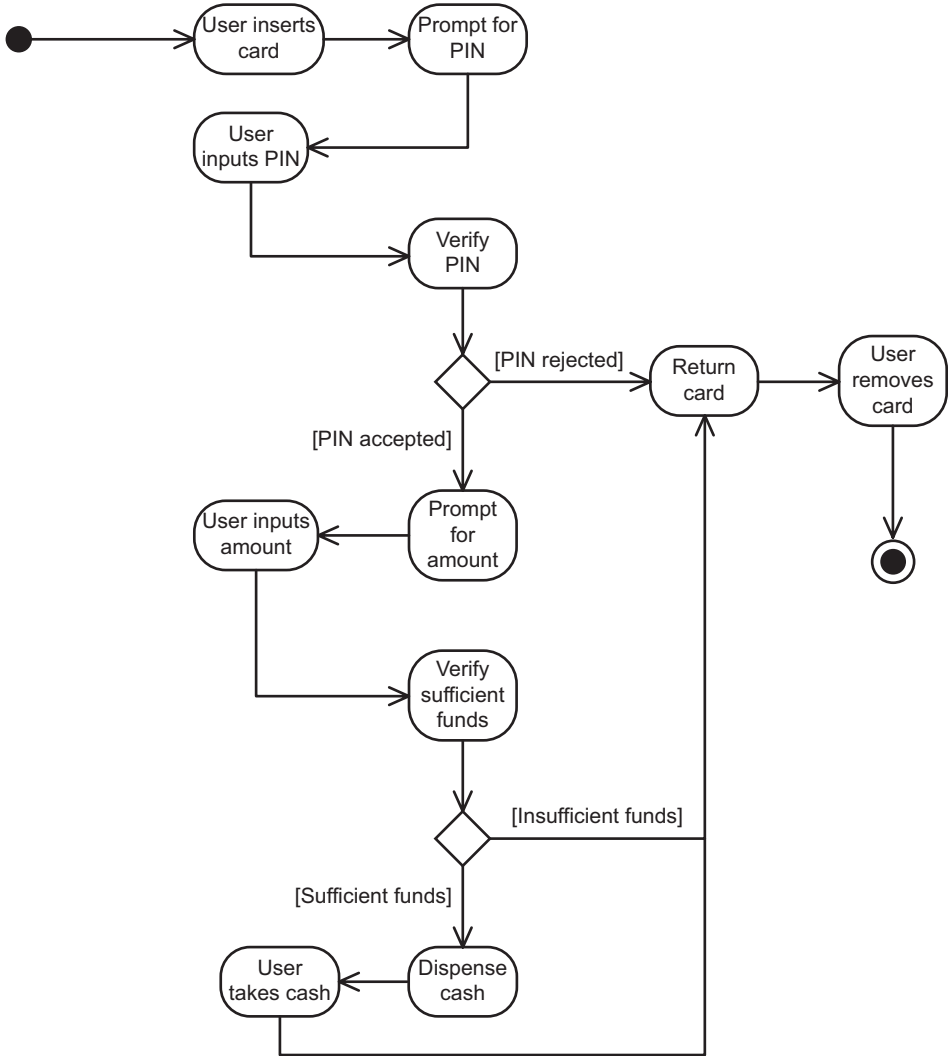 User inserts
card
Prompt for
PIN
User
inputs PIN
Verify
PIN
[PIN rejected]
Return
card
User
removes
card
[PIN accepted]
User inputs
amount
Prompt
for
amount
Verify
sufficient
funds
[Insufficient funds]
[Sufficient funds]
User
takes cash
Dispense
cash